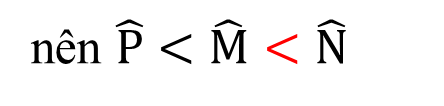 nên P̂ < M̂ < N̂